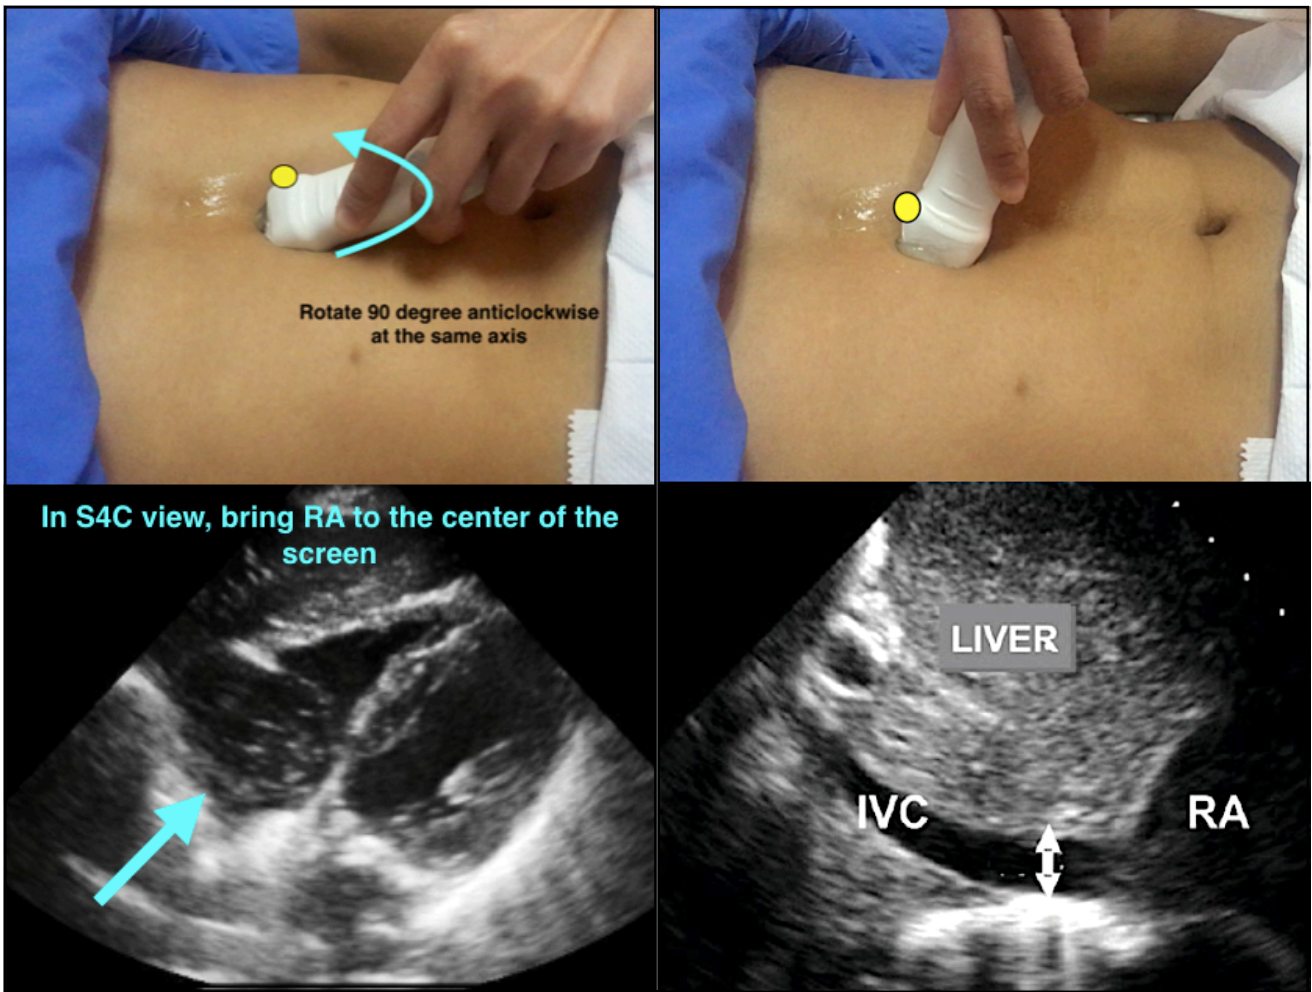 Rotate 90 degree anticlockwise
at the same axis
In S4C view, bring RA to the center of the
screen
LIVER
IVC
RA